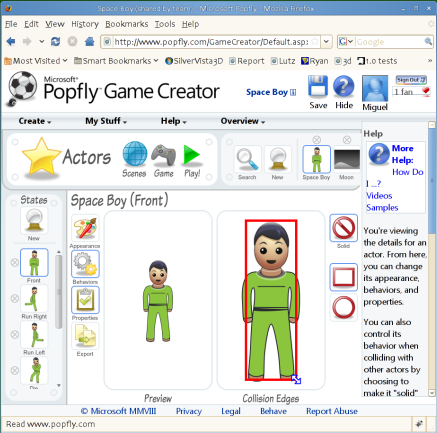 Space Boy (shared by team) - Microsoft Popfly - Mozilla Firefox
File Edit View History Bookmarks Tools Help
http://www.popfly.com/GameCreator/Default.asp
Google
Most Visited Smart Bookmarks SilverVista3D Report Lutz Ryan 3d 1.0 tests
Microsoft®
Popfly™ Game Creator
Space Boy
Save
Hide
Miguel
Sign Out
1 fan
Create My Stuff Help Overview
Actors
Scenes
Game
Play!
Search
New
Space Boy
Moon
Help
More Help:
How Do I ...?
Videos
Samples
You're viewing
the details for an
actor. From here,
you can change
its appearance,
behaviors, and
properties.
You can also
control its
behavior when
colliding with
other actors by
choosing to
make it "solid"
States
New
Front
Run Right
Run Left
Space Boy (Front)
Appearance
Behaviors
Properties
Export
Preview
Collision Edges
Solid
© Microsoft MMVIII Privacy Legal Behave Report Abuse
Read www.popfly.com